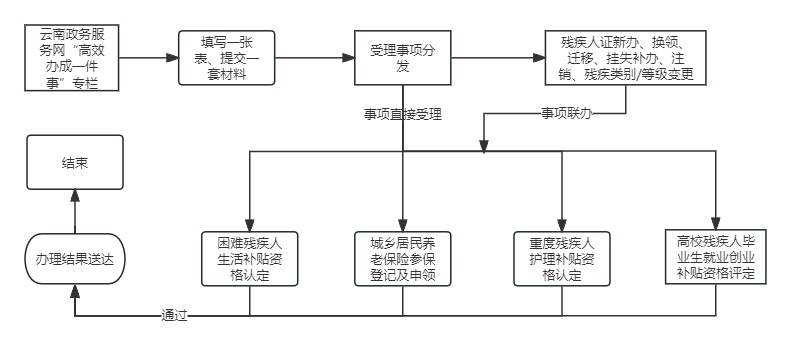 云南政务服
务网“高效
办成一件
事”专栏
填写一张
表、提交一
套材料
受理事项分
发
残疾人证新办、换领、
迁移、挂失补办、注
销、残疾类别/等级变更
事项直接受理
事项联办
结束
办理结果送达
困难残疾人
生活补贴资
格认定
城乡居民养
老保险参保
登记及申领
重度残疾人
护理补贴资
格认定
高校残疾人毕
业生就业创业
补贴资格评定
通过